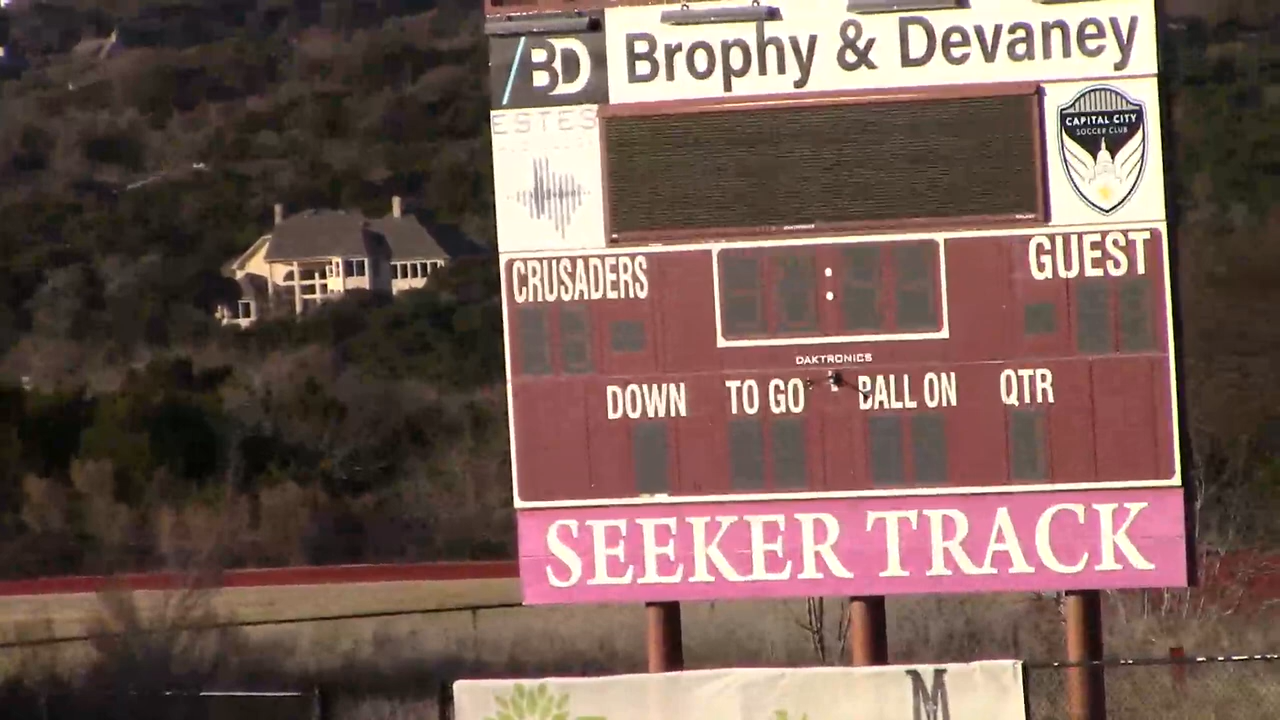 BD Brophy & Devaney
ESTES
CAPITAL CITY
SOCCER CLUB
CRUSADERS
GUEST
DAKTRONICS
DOWN TO GO BALL ON QTR
SEEKER TRACK
M